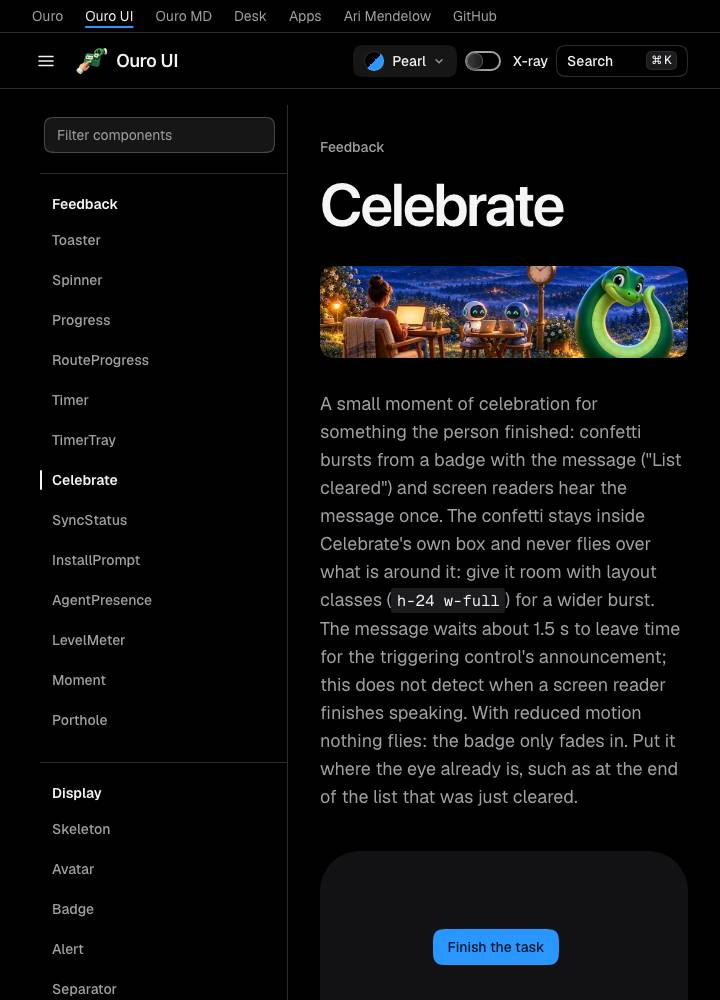 Ouro
Ouro UI
Ouro MD
Desk
Apps
Ari Mendelow
GitHub
Ouro UI
Pearl
X-ray
Search
⌘ K
Filter components
Feedback
Toaster
Spinner
Progress
RouteProgress
Timer
TimerTray
Celebrate
SyncStatus
InstallPrompt
AgentPresence
LevelMeter
Moment
Porthole
Display
Skeleton
Avatar
Badge
Alert
Separator
Feedback
Celebrate
A small moment of celebration for
something the person finished: confetti
bursts from a badge with the message ("List
cleared") and screen readers hear the
message once. The confetti stays inside
Celebrate's own box and never flies over
what is around it: give it room with layout
classes (h-24 w-full) for a wider burst.
The message waits about 1.5 s to leave time
for the triggering control's announcement;
this does not detect when a screen reader
finishes speaking. With reduced motion
nothing flies: the badge only fades in. Put it
where the eye already is, such as at the end
of the list that was just cleared.
Finish the task